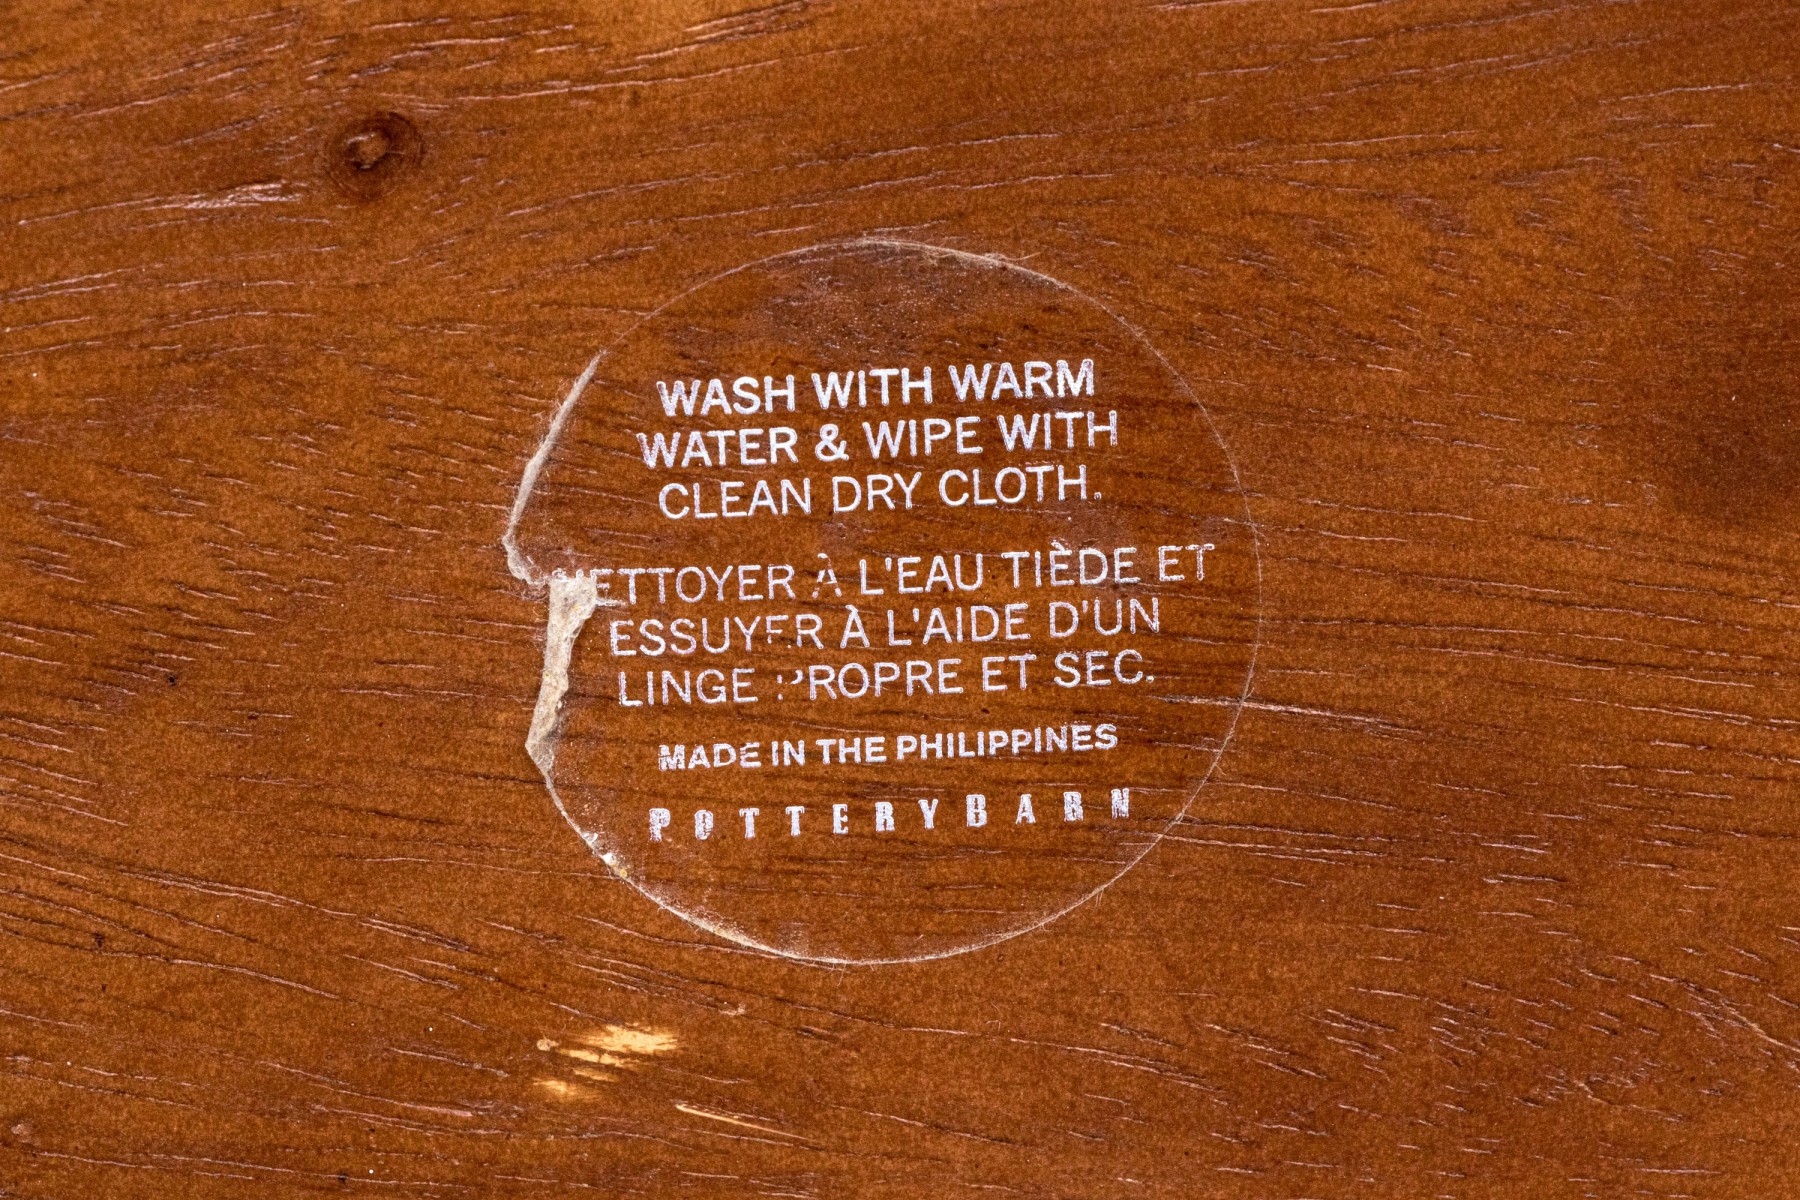 WASH WITH WARM
WATER & WIPE WITH
CLEAN DRY CLOTH.
NETTOYER À L'EAU TIÈDE ET
ESSUYER À L'AIDE D'UN
LINGE PROPRE ET SEC.
MADE IN THE PHILIPPINES
POTTERYBARN